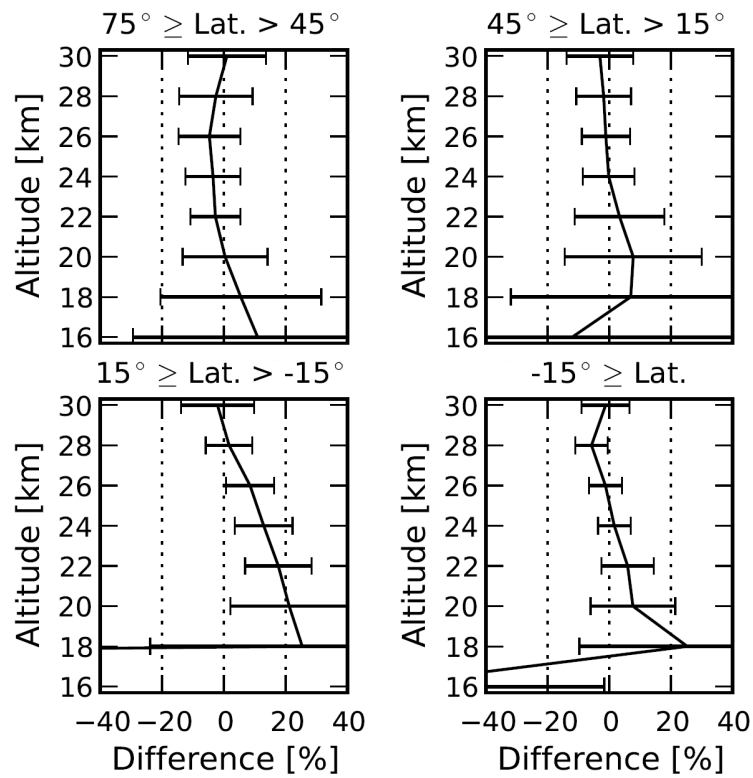 75° ≥ Lat. > 45°
45° ≥ Lat. > 15°
Altitude [km]
30
28
26
24
22
20
18
16
Altitude [km]
30
28
26
24
22
20
18
16
15° ≥ Lat. > -15°
-15° ≥ Lat.
Altitude [km]
30
28
26
24
22
20
18
16
−40 −20 0 20 40
Difference [%]
Altitude [km]
30
28
26
24
22
20
18
16
−40 −20 0 20 40
Difference [%]